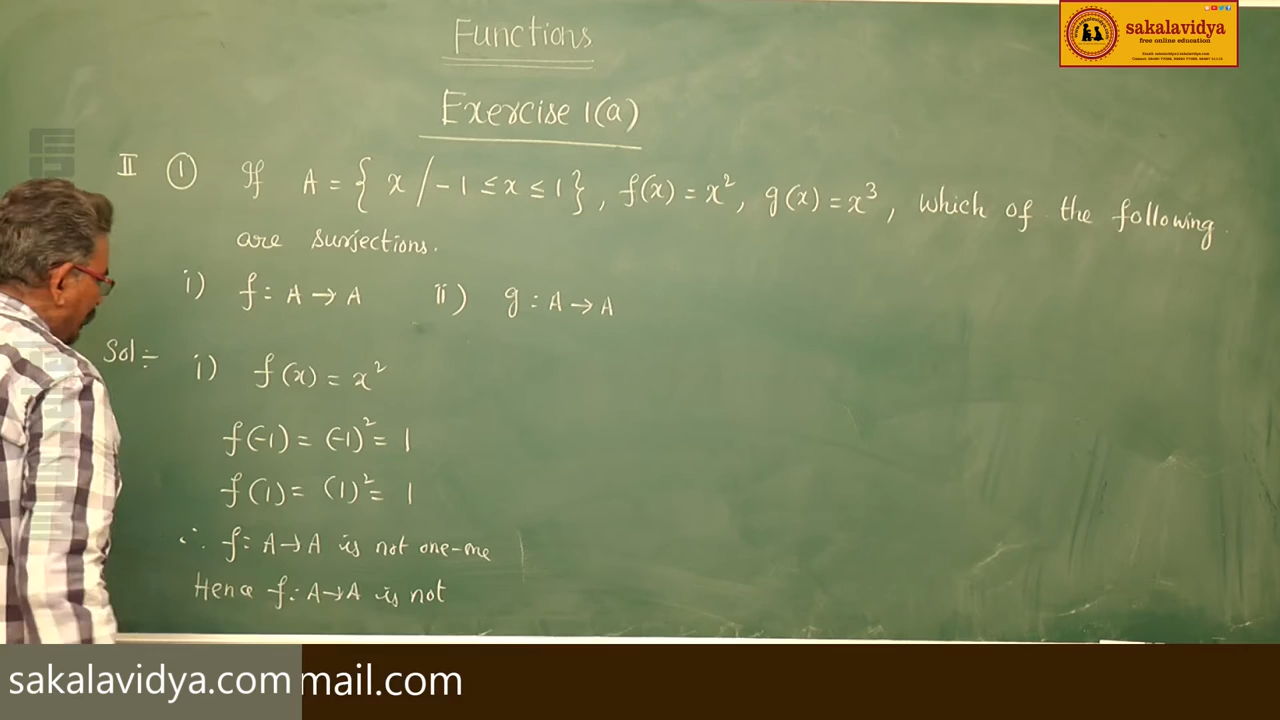 Functions
Exercise 1(a)
II ① If A = { x / -1 ≤ x ≤ 1 }, f(x) = x², g(x) = x³, which of the following
are surjections.
i) f : A → A ii) g : A → A
Sol :- i) f(x) = x²
f(-1) = (-1)² = 1
f(1) = (1)² = 1
∴ f : A → A is not one-one
Hence f : A → A is not
sakalavidya
free online education
sakalavidya.com mail.com